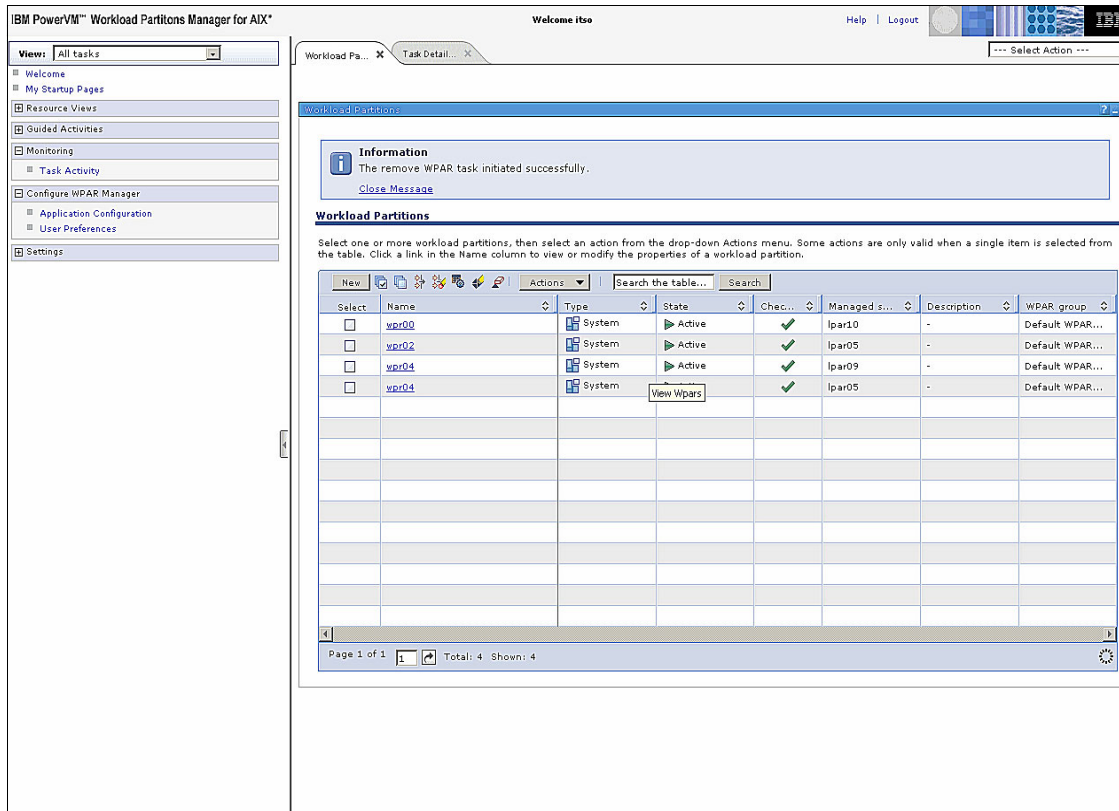 IBM PowerVM™ Workload Partitons Manager for AIX* Welcome itso Help | Logout IBM
View: All tasks
Workload Pa... Task Detail... --- Select Action ---
Welcome
My Startup Pages
Resource Views
Guided Activities
Monitoring
Task Activity
Configure WPAR Manager
Application Configuration
User Preferences
Settings
Workload Partitions
Information
The remove WPAR task initiated successfully.
Close Message
Workload Partitions
Select one or more workload partitions, then select an action from the drop-down Actions menu. Some actions are only valid when a single item is selected from
the table. Click a link in the Name column to view or modify the properties of a workload partition.
New Actions Search the table... Search
Select Name Type State Chec... Managed s... Description WPAR group
wpr00 System Active lpar10 - Default WPAR...
wpr02 System Active lpar05 - Default WPAR...
wpr04 System Active lpar09 - Default WPAR...
wpr04 System lpar05 - Default WPAR...
View Wpars
Page 1 of 1 1 Total: 4 Shown: 4